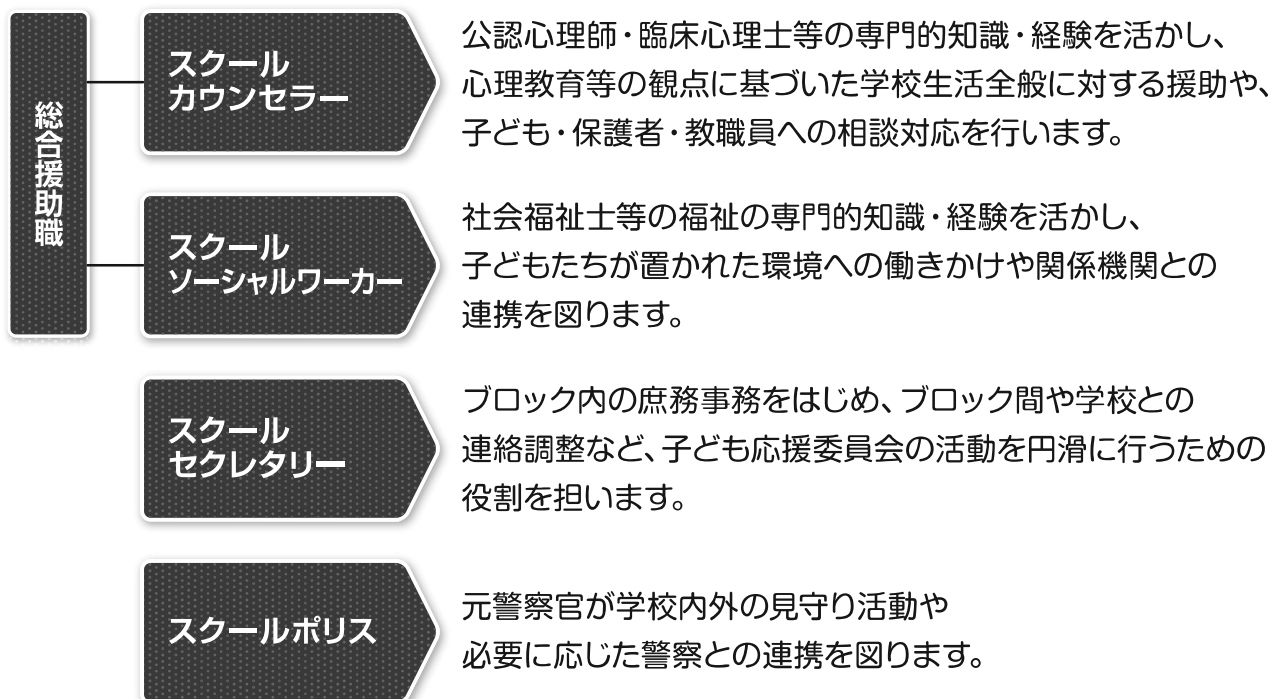 総合援助職
スクール
カウンセラー
公認心理師・臨床心理士等の専門的知識・経験を活かし、
心理教育等の観点に基づいた学校生活全般に対する援助や、
子ども・保護者・教職員への相談対応を行います。
スクール
ソーシャルワーカー
社会福祉士等の福祉の専門的知識・経験を活かし、
子どもたちが置かれた環境への働きかけや関係機関との
連携を図ります。
スクール
セクレタリー
ブロック内の庶務事務をはじめ、ブロック間や学校との
連絡調整など、子ども応援委員会の活動を円滑に行うための
役割を担います。
スクールポリス
元警察官が学校内外の見守り活動や
必要に応じた警察との連携を図ります。